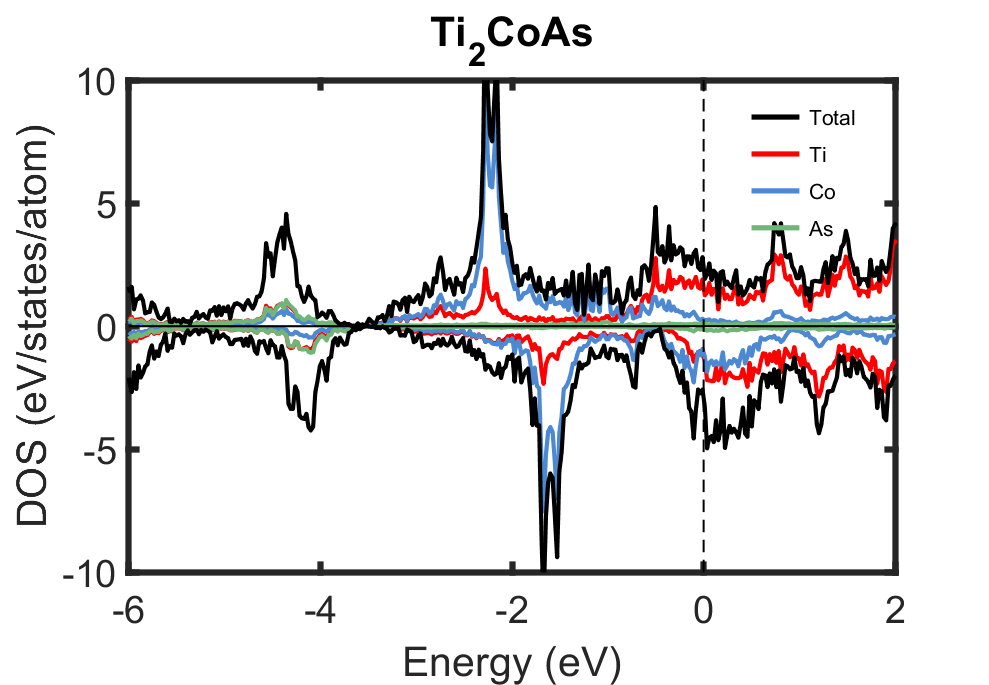 Ti2CoAs
10
5
0
-5
-10
DOS (eV/states/atom)
Total
Ti
Co
As
-6 -4 -2 0 2
Energy (eV)